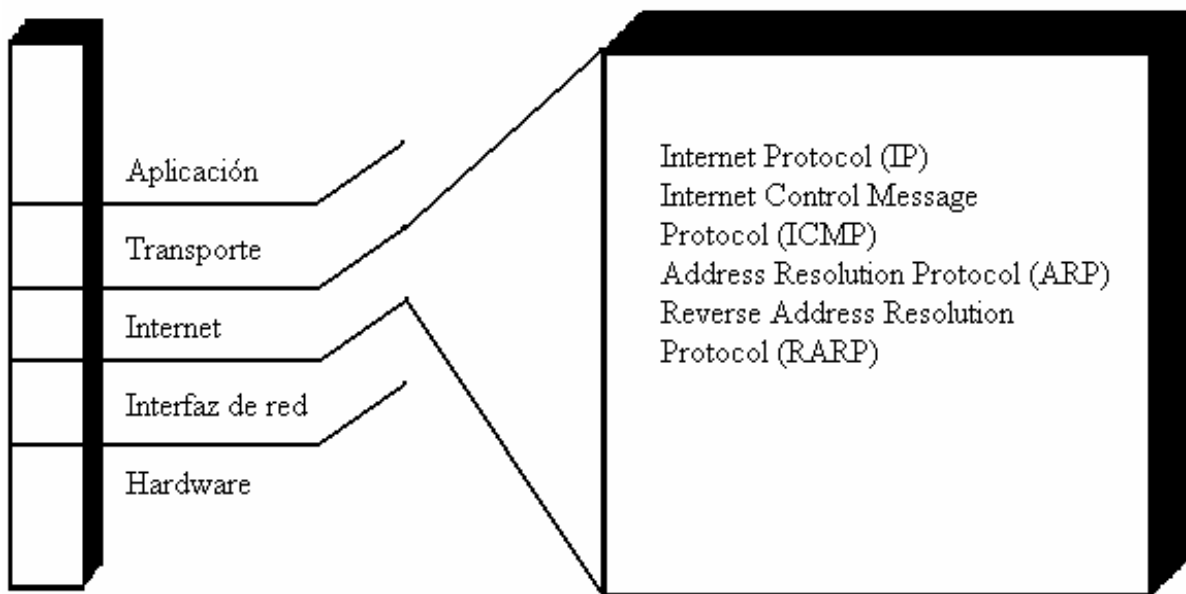 Aplicación
Transporte
Internet
Interfaz de red
Hardware
Internet Protocol (IP)
Internet Control Message
Protocol (ICMP)
Address Resolution Protocol (ARP)
Reverse Address Resolution
Protocol (RARP)